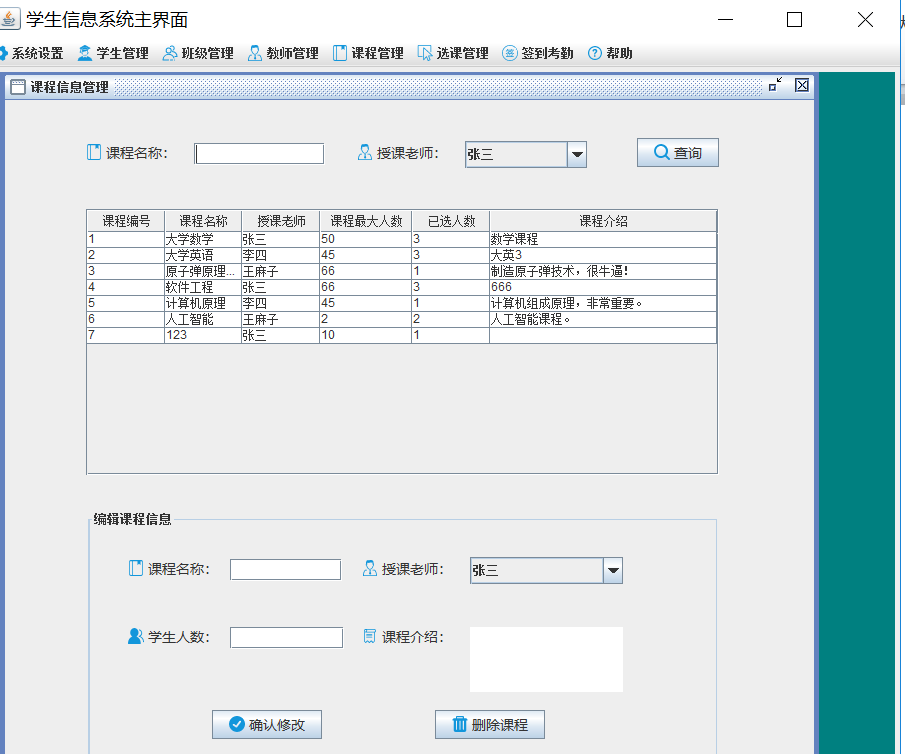 学生信息系统主界面
系统设置 学生管理 班级管理 教师管理 课程管理 选课管理 签到考勤 帮助
课程信息管理
课程名称： 授课老师： 张三 查询
课程编号 课程名称 授课老师 课程最大人数 已选人数 课程介绍
1 大学数学 张三 50 3 数学课程
2 大学英语 李四 45 3 大英3
3 原子弹原理... 王麻子 66 1 制造原子弹技术，很牛逼！
4 软件工程 张三 66 3 666
5 计算机原理 李四 45 1 计算机组成原理，非常重要。
6 人工智能 王麻子 2 2 人工智能课程。
7 123 张三 10 1
编辑课程信息
课程名称： 授课老师： 张三
学生人数： 课程介绍：
确认修改 删除课程